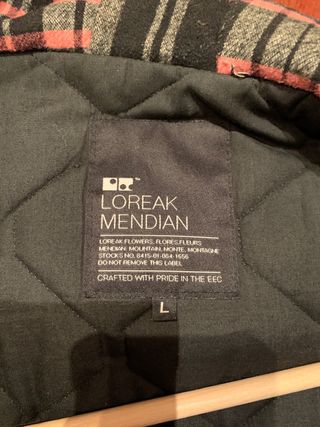 ™
LOREAK
MENDIAN
LOREAK:FLOWERS, FLORES,FLEURS
MENDIAN: MOUNTAIN, MONTE, MONTAGNE
STOCKS NO. 8415-01-064-1656
DO NOT REMOVE THIS LABEL
CRAFTED WITH PRIDE IN THE EEC
L